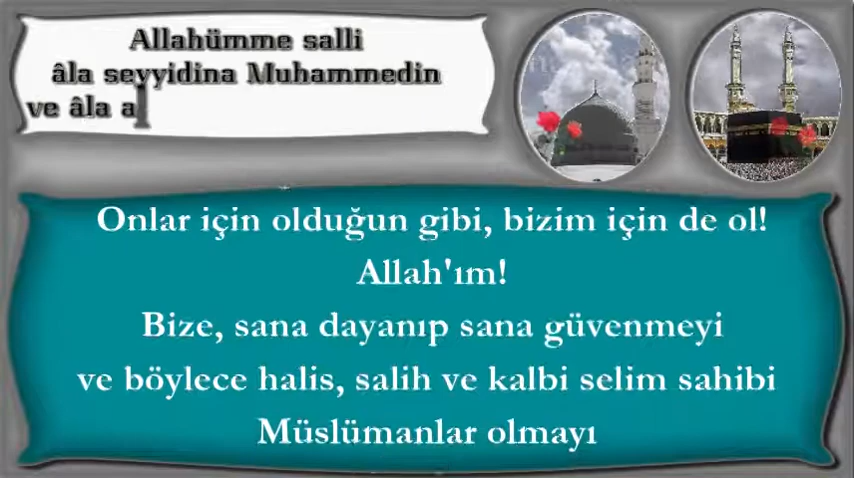 Allahümme salli
âla seyyidina Muhammedin
ve âla a
Onlar için olduğun gibi, bizim için de ol!
Allah'ım!
Bize, sana dayanıp sana güvenmeyi
ve böylece halis, salih ve kalbi selim sahibi
Müslümanlar olmayı